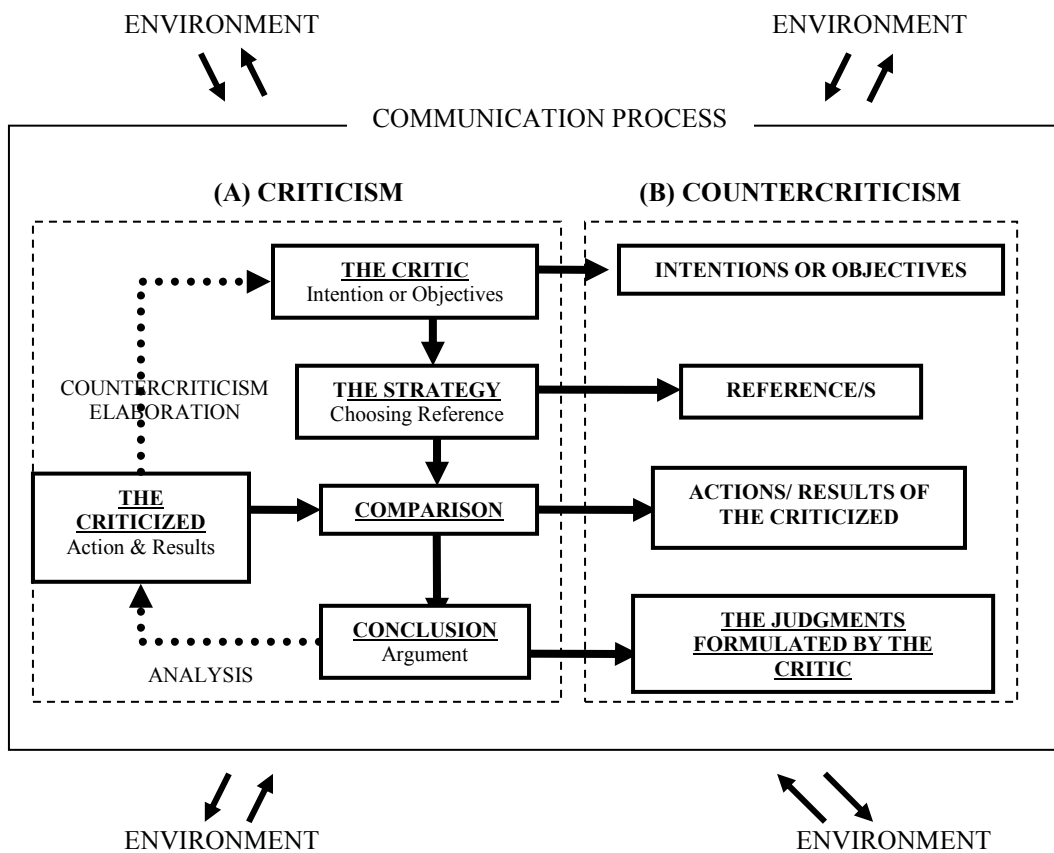 ENVIRONMENT
ENVIRONMENT
COMMUNICATION PROCESS
(A) CRITICISM
(B) COUNTERCRITICISM
THE CRITIC
Intention or Objectives
INTENTIONS OR OBJECTIVES
COUNTERCRITICISM
ELABORATION
THE STRATEGY
Choosing Reference
REFERENCE/S
THE
CRITICIZED
Action & Results
COMPARISON
ACTIONS/ RESULTS OF
THE CRITICIZED
CONCLUSION
Argument
THE JUDGMENTS
FORMULATED BY THE
CRITIC
ANALYSIS
ENVIRONMENT
ENVIRONMENT